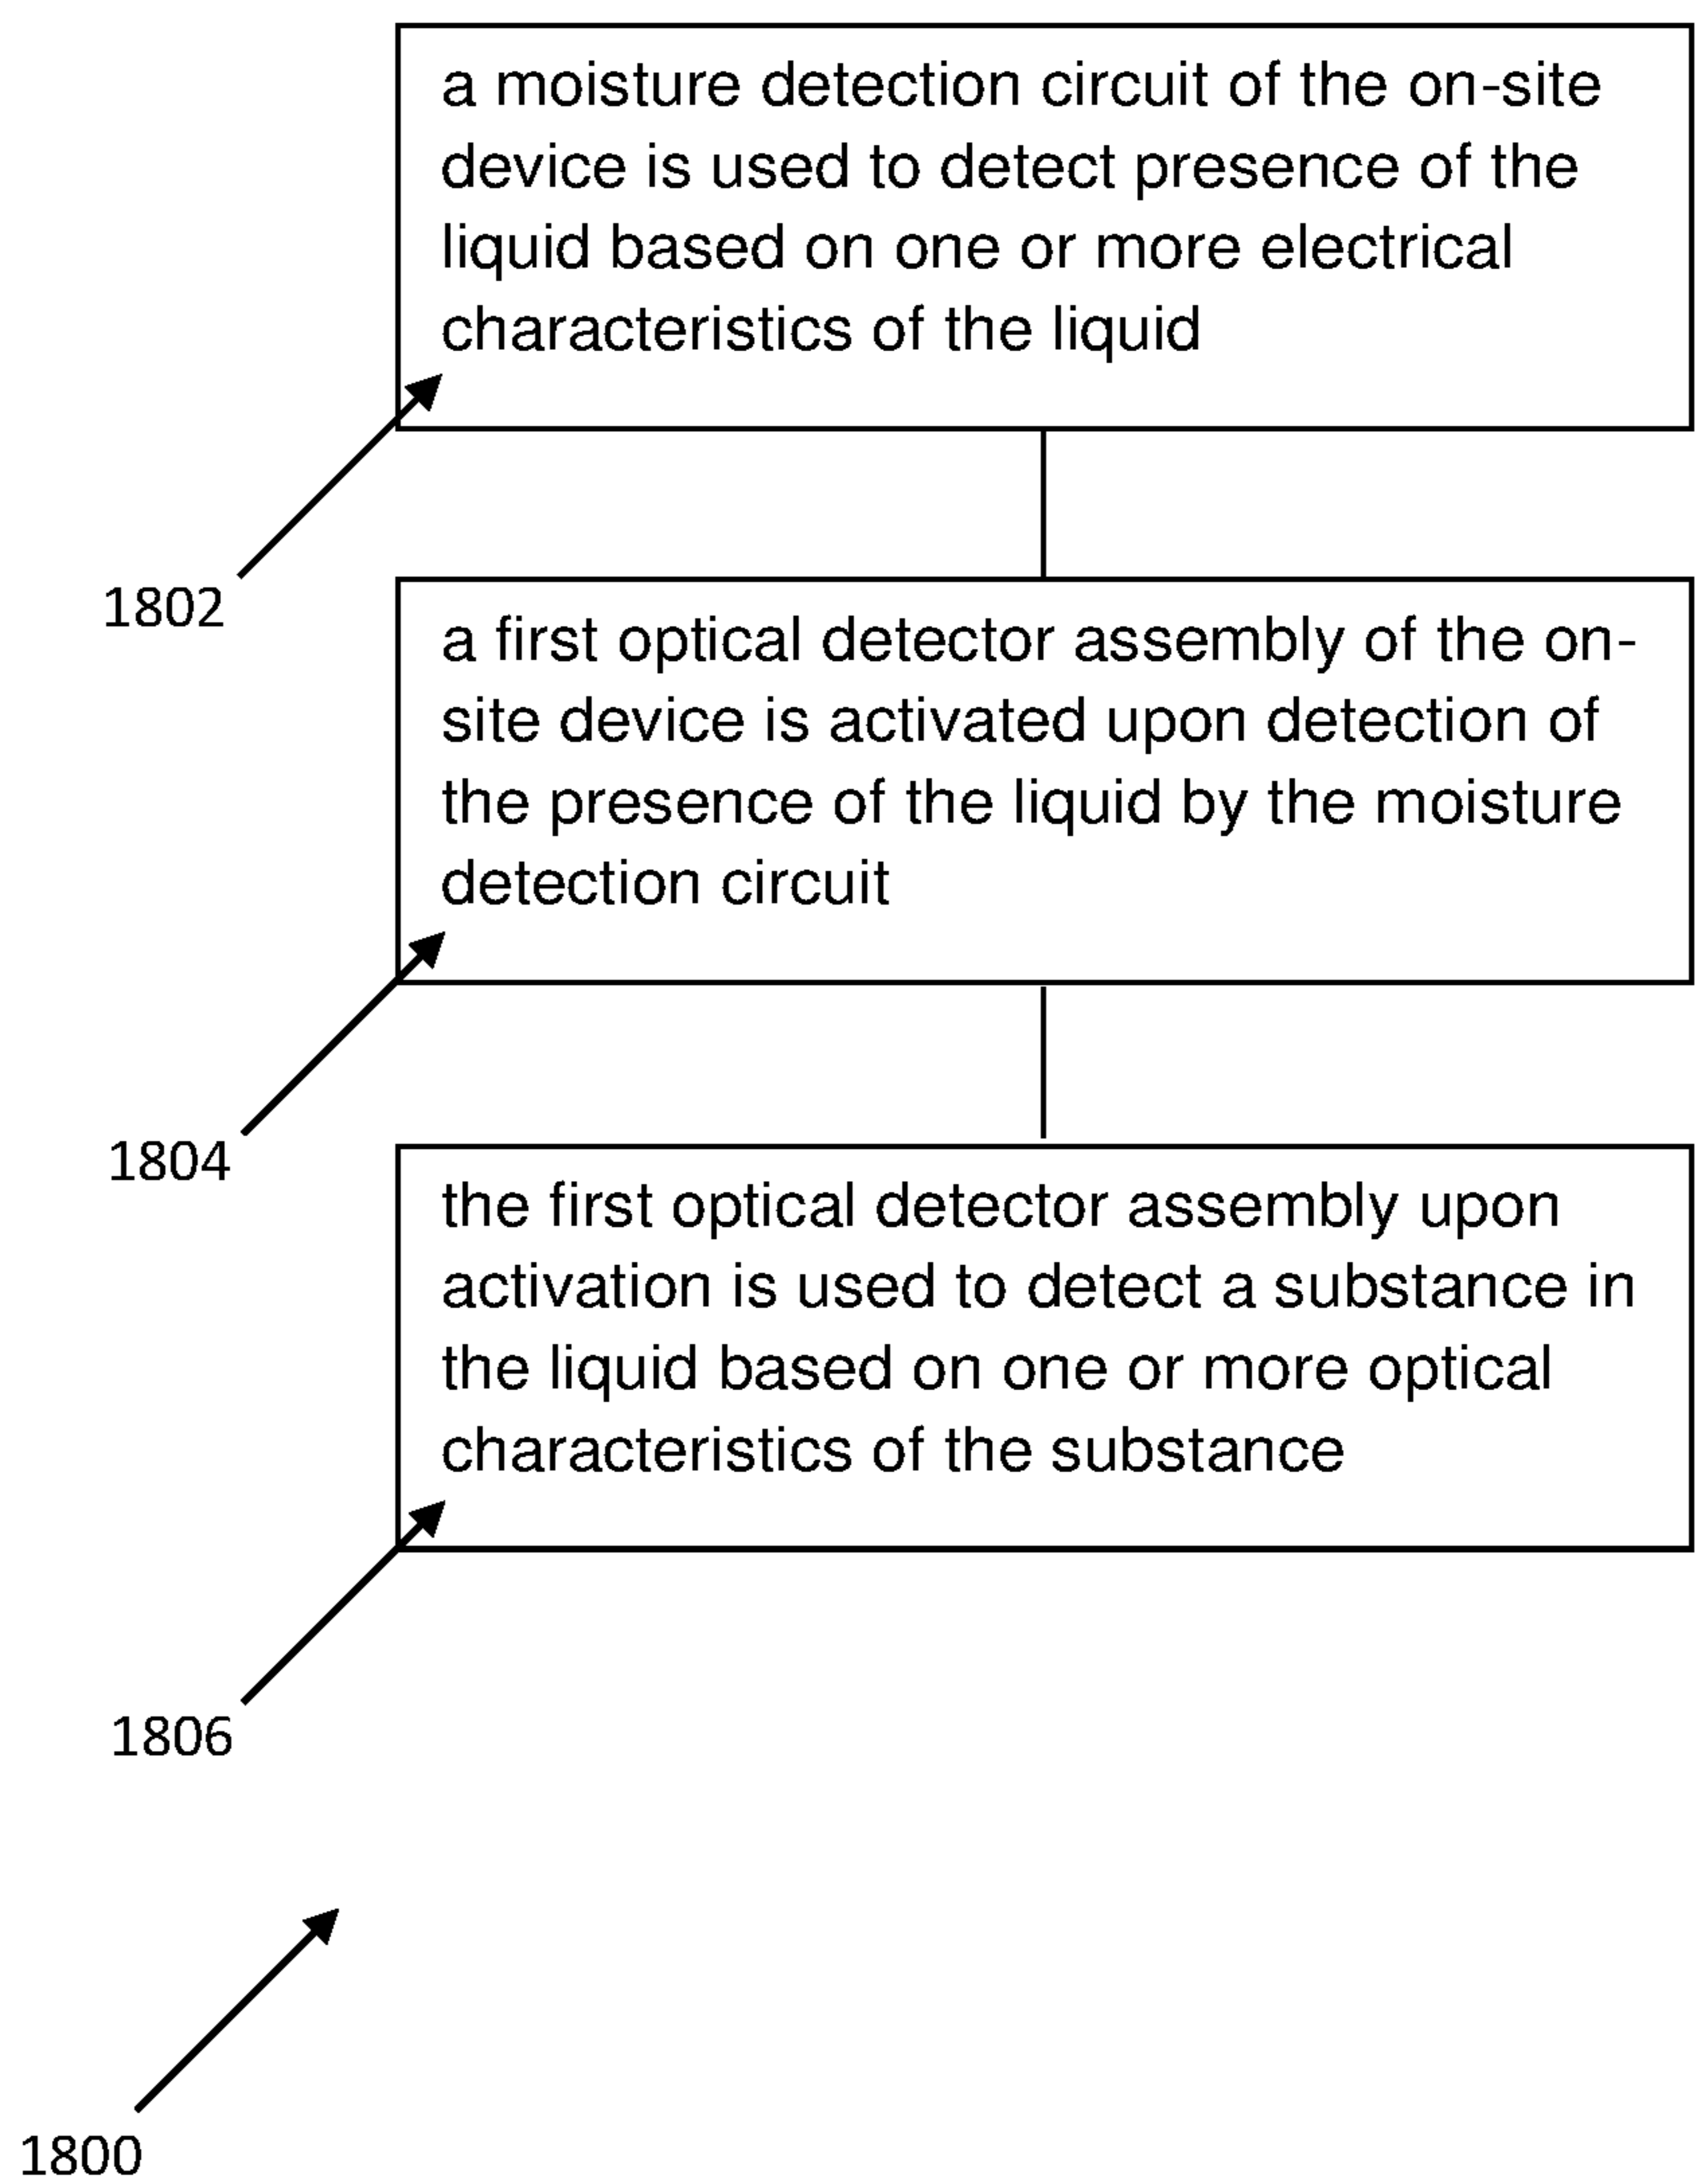 a moisture detection circuit of the on-site
device is used to detect presence of the
liquid based on one or more electrical
characteristics of the liquid
1802
a first optical detector assembly of the on-
site device is activated upon detection of
the presence of the liquid by the moisture
detection circuit
1804
the first optical detector assembly upon
activation is used to detect a substance in
the liquid based on one or more optical
characteristics of the substance
1806
1800